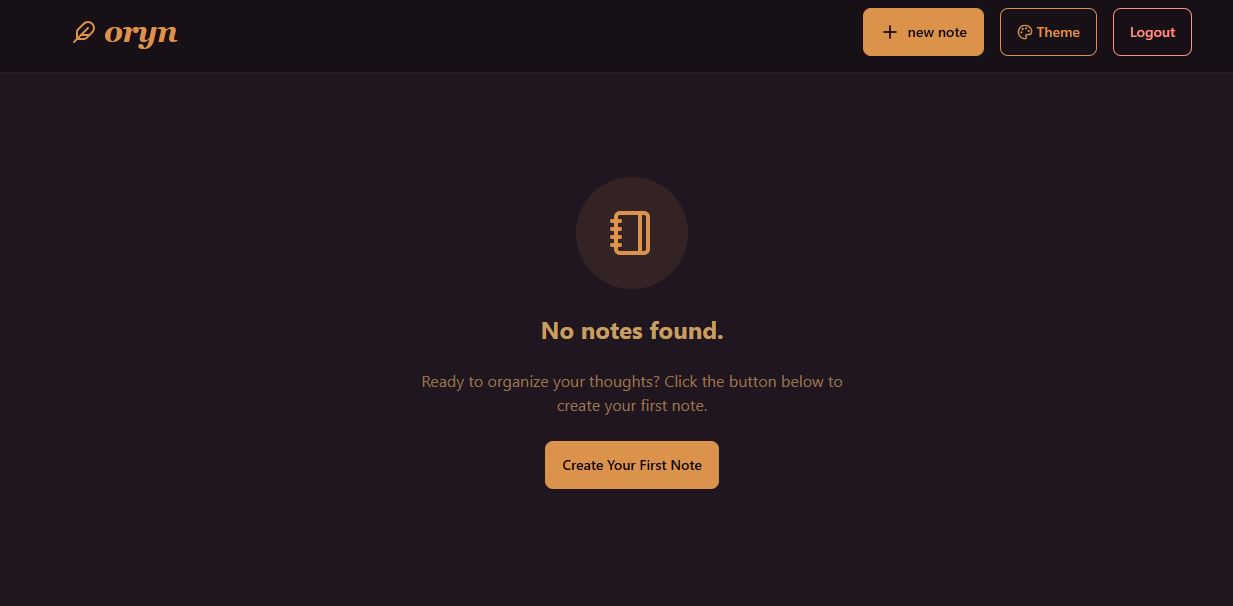 oryn
new note
Theme
Logout
No notes found.
Ready to organize your thoughts? Click the button below to
create your first note.
Create Your First Note